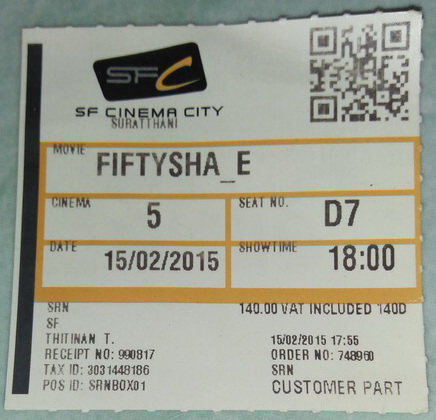 SFC
SF CINEMA CITY
SURATTHANI
MOVIE
FIFTYSHA_E
CINEMA 5 SEAT NO. D7
DATE 15/02/2015 SHOWTIME 18:00
SRN 140.00 VAT INCLUDED 140D
SF
THITINAN T. 15/02/2015 17:55
RECEIPT NO: 990817 ORDER NO: 748960
TAX ID: 3031448186 SRN
POS ID: SRNBOX01 CUSTOMER PART